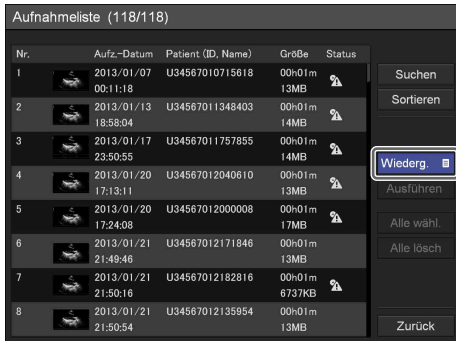 Aufnahmeliste (118/118)
Nr. Aufz.-Datum Patient (ID, Name) Größe Status
1 2013/01/07 U34567010715618 00h01m
00:11:18 13MB
2 2013/01/13 U34567011348403 00h01m
18:58:04 14MB
3 2013/01/17 U34567011757855 00h01m
23:50:55 14MB
4 2013/01/20 U34567012040610 00h01m
17:13:11 13MB
5 2013/01/20 U34567012000008 00h01m
17:24:08 17MB
6 2013/01/21 U34567012171846 00h01m
21:49:46 13MB
7 2013/01/21 U34567012182816 00h01m
21:50:16 6737KB
8 2013/01/21 U34567012135954 00h01m
21:50:54 13MB
Suchen
Sortieren
Wiederg.
Ausführen
Alle wähl.
Alle lösch
Zurück